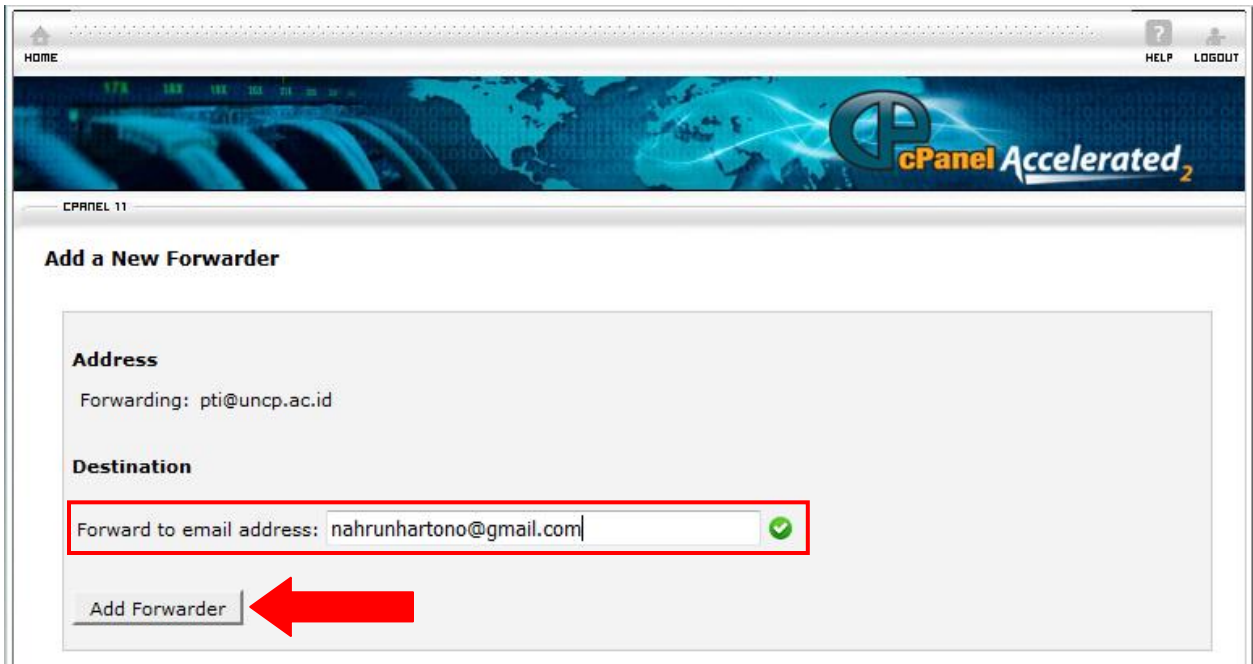 HOME
HELP LOGOUT
cPanel Accelerated2
CPANEL 11
Add a New Forwarder
Address
Forwarding: pti@uncp.ac.id
Destination
Forward to email address: nahrunhartono@gmail.com
Add Forwarder